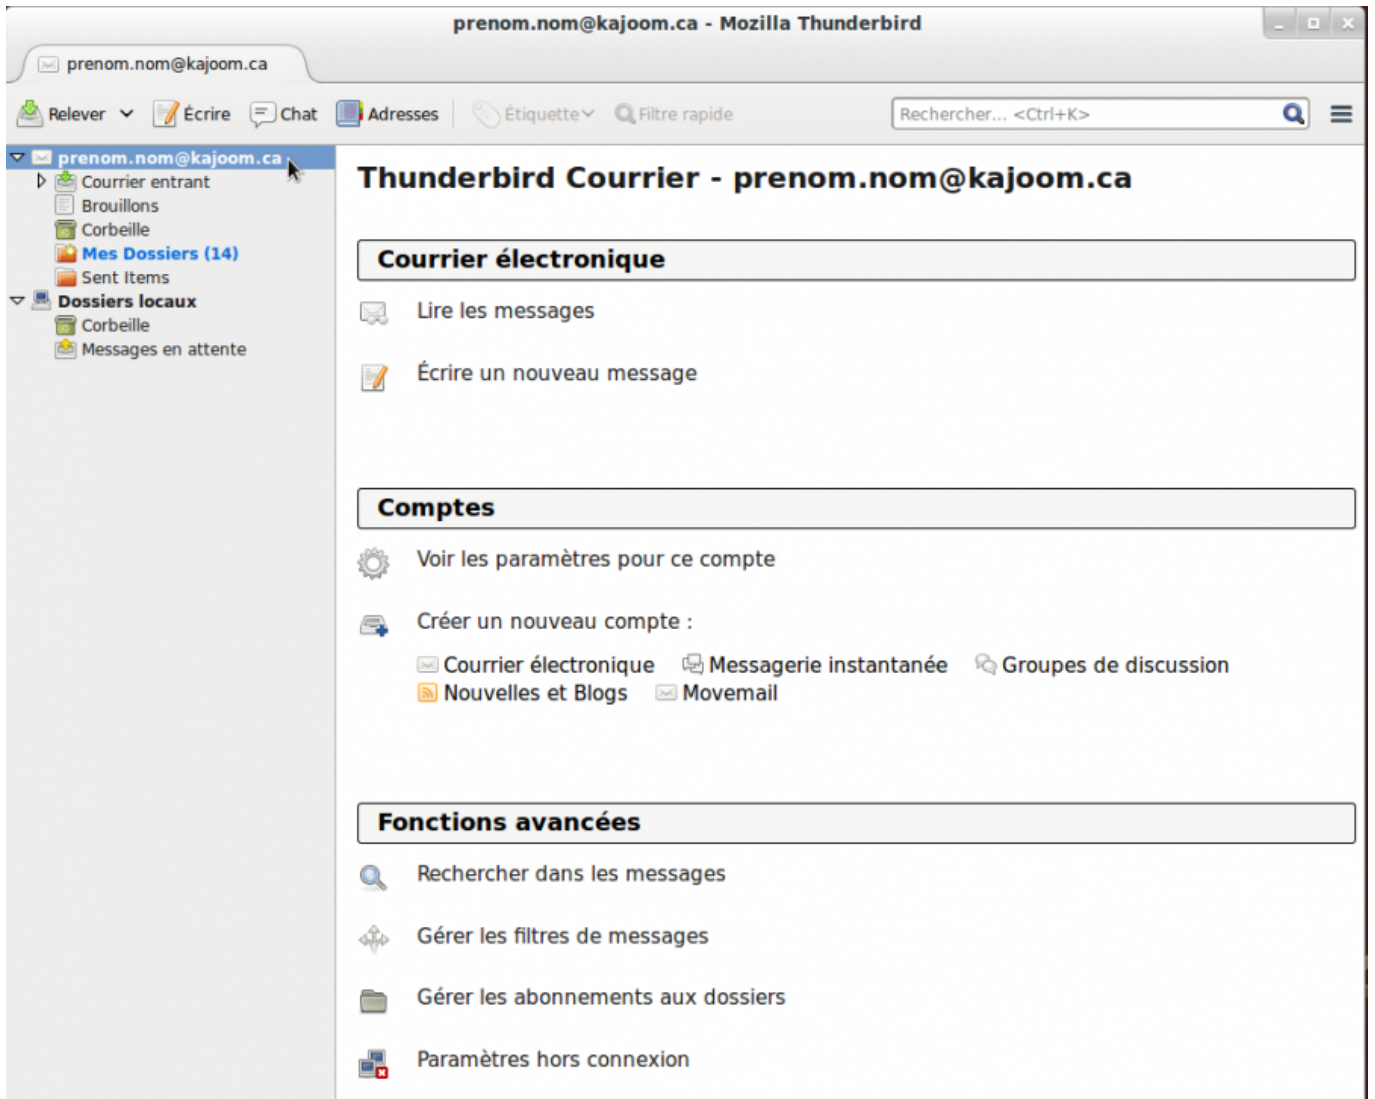 prenom.nom@kajoom.ca - Mozilla Thunderbird
prenom.nom@kajoom.ca
Relever Écrire Chat Adresses Étiquette Filtre rapide Rechercher... <Ctrl+K>
prenom.nom@kajoom.ca
Courrier entrant
Brouillons
Corbeille
Mes Dossiers (14)
Sent Items
Dossiers locaux
Corbeille
Messages en attente
Thunderbird Courrier - prenom.nom@kajoom.ca
Courrier électronique
Lire les messages
Écrire un nouveau message
Comptes
Voir les paramètres pour ce compte
Créer un nouveau compte :
Courrier électronique Messagerie instantanée Groupes de discussion
Nouvelles et Blogs Movemail
Fonctions avancées
Rechercher dans les messages
Gérer les filtres de messages
Gérer les abonnements aux dossiers
Paramètres hors connexion